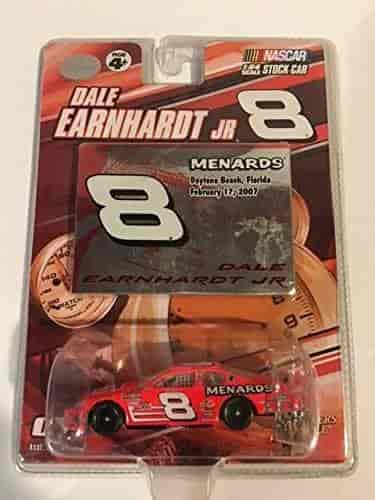 AGE
4+
NASCAR
1:64 SCALE STOCK CAR
DALE
EARNHARDT JR
8
MENARDS
Daytona Beach, Florida
February 17, 2007
8
DALE
EARNHARDT JR
MENARDS
8